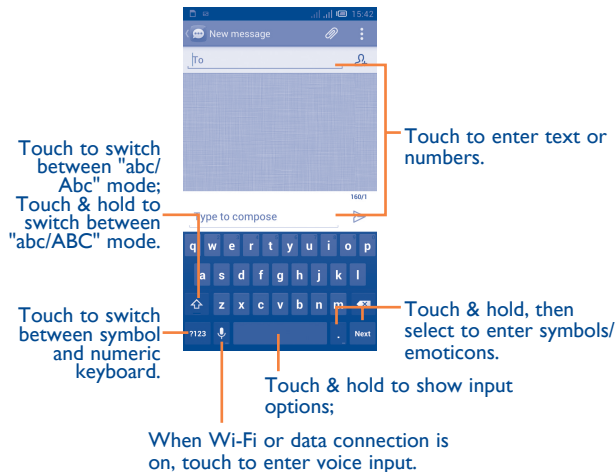 15:42
New message
To
Touch to switch
between "abc/
Abc" mode;
Touch & hold to
switch between
"abc/ABC" mode.
Touch to enter text or
numbers.
160/1
Type to compose
q w e r t y u i o p
a s d f g h j k l
z x c v b n m
?123 . Next
Touch to switch
between symbol
and numeric
keyboard.
Touch & hold, then
select to enter symbols/
emoticons.
Touch & hold to show input
options;
When Wi-Fi or data connection is
on, touch to enter voice input.